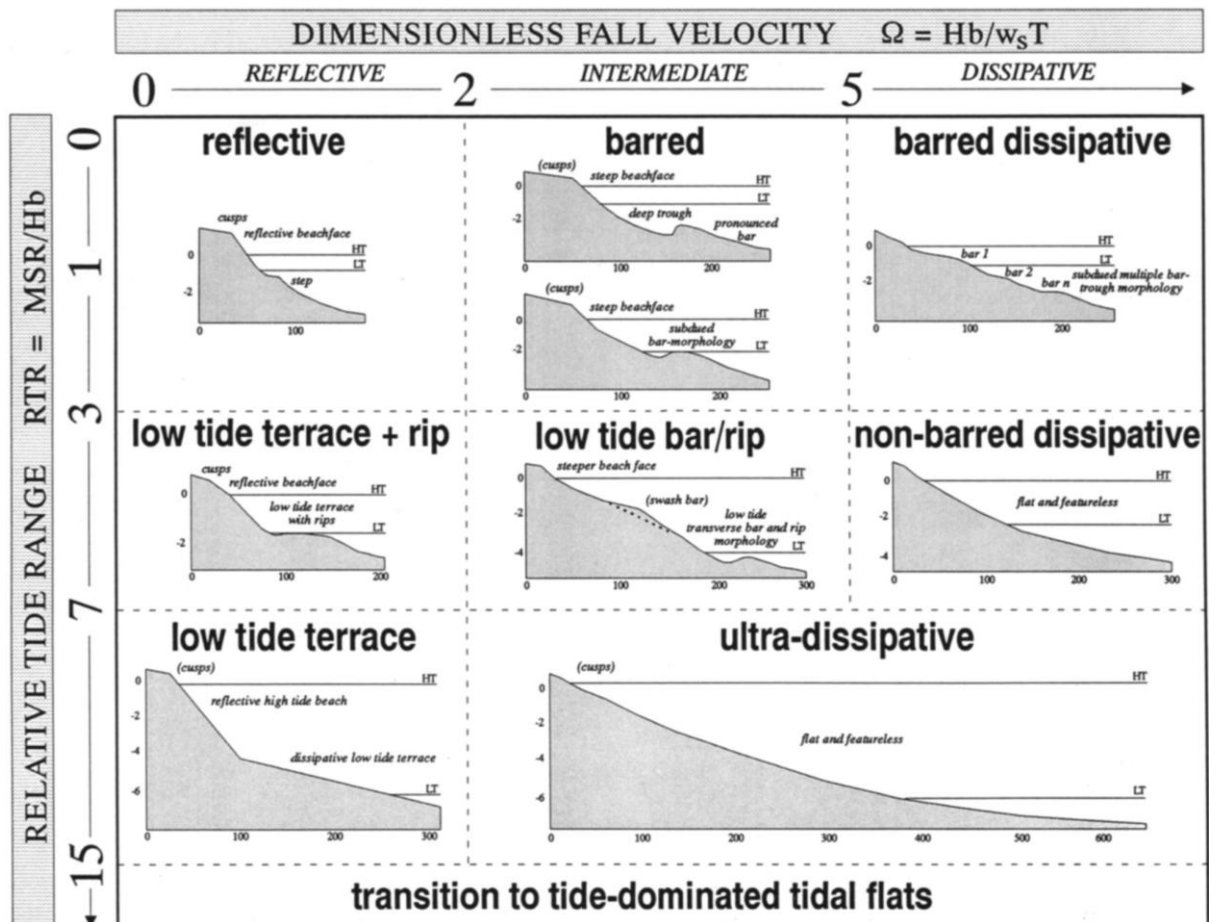 DIMENSIONLESS FALL VELOCITY Ω = Hb/wsT
0 REFLECTIVE 2 INTERMEDIATE 5 DISSIPATIVE
RELATIVE TIDE RANGE RTR = MSR/Hb
0
1
3
7
15
reflective
cusps
reflective beachface
HT
LT
step
0
-2
0 100
barred
(cusps)
steep beachface
HT
LT
deep trough
pronounced
bar
0
-2
0 100 200
(cusps)
steep beachface
HT
subdued
bar-morphology
LT
0
-2
0 100 200
barred dissipative
HT
bar 1
LT
bar 2
bar n
subdued multiple bar-
trough morphology
0
-2
0 100 200
low tide terrace + rip
cusps
reflective beachface
HT
low tide terrace
with rips
LT
0
-2
0 100 200
low tide bar/rip
steeper beach face
HT
(swash bar)
low tide
transverse bar and rip
morphology
LT
0
-2
-4
0 100 200 300
non-barred dissipative
HT
flat and featureless
LT
0
-2
-4
0 100 200 300
low tide terrace
(cusps)
HT
reflective high tide beach
dissipative low tide terrace
LT
0
-2
-4
-6
0 100 200 300
ultra-dissipative
(cusps)
HT
flat and featureless
LT
0
-2
-4
-6
0 100 200 300 400 500 600
transition to tide-dominated tidal flats